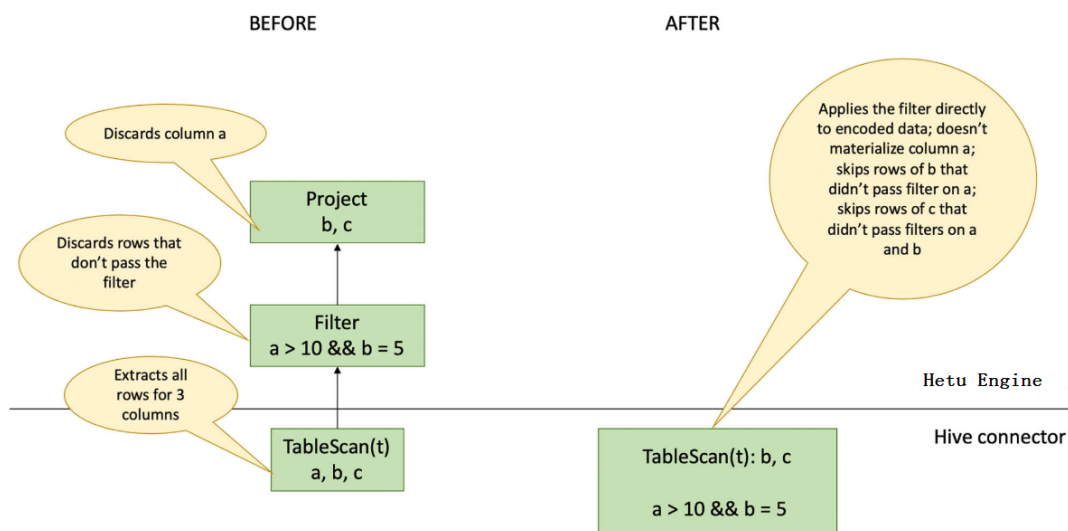 BEFORE
AFTER
Discards column a
Project
b, c
Discards rows that
don't pass the
filter
Filter
a > 10 && b = 5
Extracts all
rows for 3
columns
TableScan(t)
a, b, c
Applies the filter directly
to encoded data; doesn't
materialize column a;
skips rows of b that
didn't pass filter on a;
skips rows of c that
didn't pass filters on a
and b
Hetu Engine
Hive connector
TableScan(t): b, c
a > 10 && b = 5